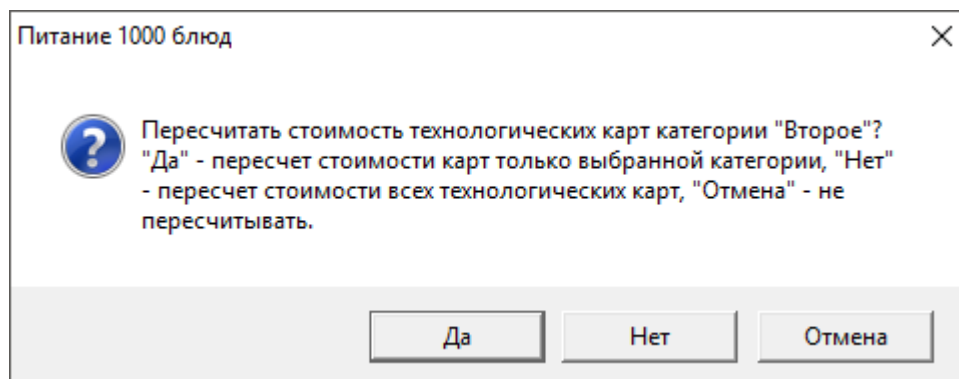 Питание 1000 блюд
Пересчитать стоимость технологических карт категории "Второе"?
"Да" - пересчет стоимости карт только выбранной категории, "Нет"
- пересчет стоимости всех технологических карт, "Отмена" - не
пересчитывать.
Да Нет Отмена